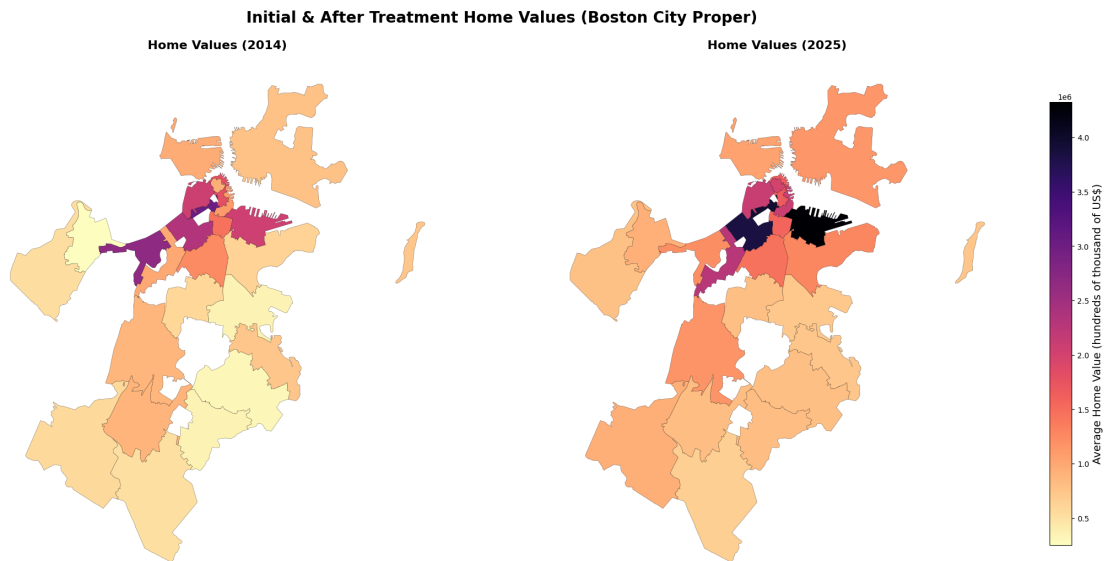 Initial & After Treatment Home Values (Boston City Proper)
Home Values (2014)
Home Values (2025)
1e6
4.0
3.5
3.0
2.5
2.0
1.5
1.0
0.5
Average Home Value (hundreds of thousand of US$)